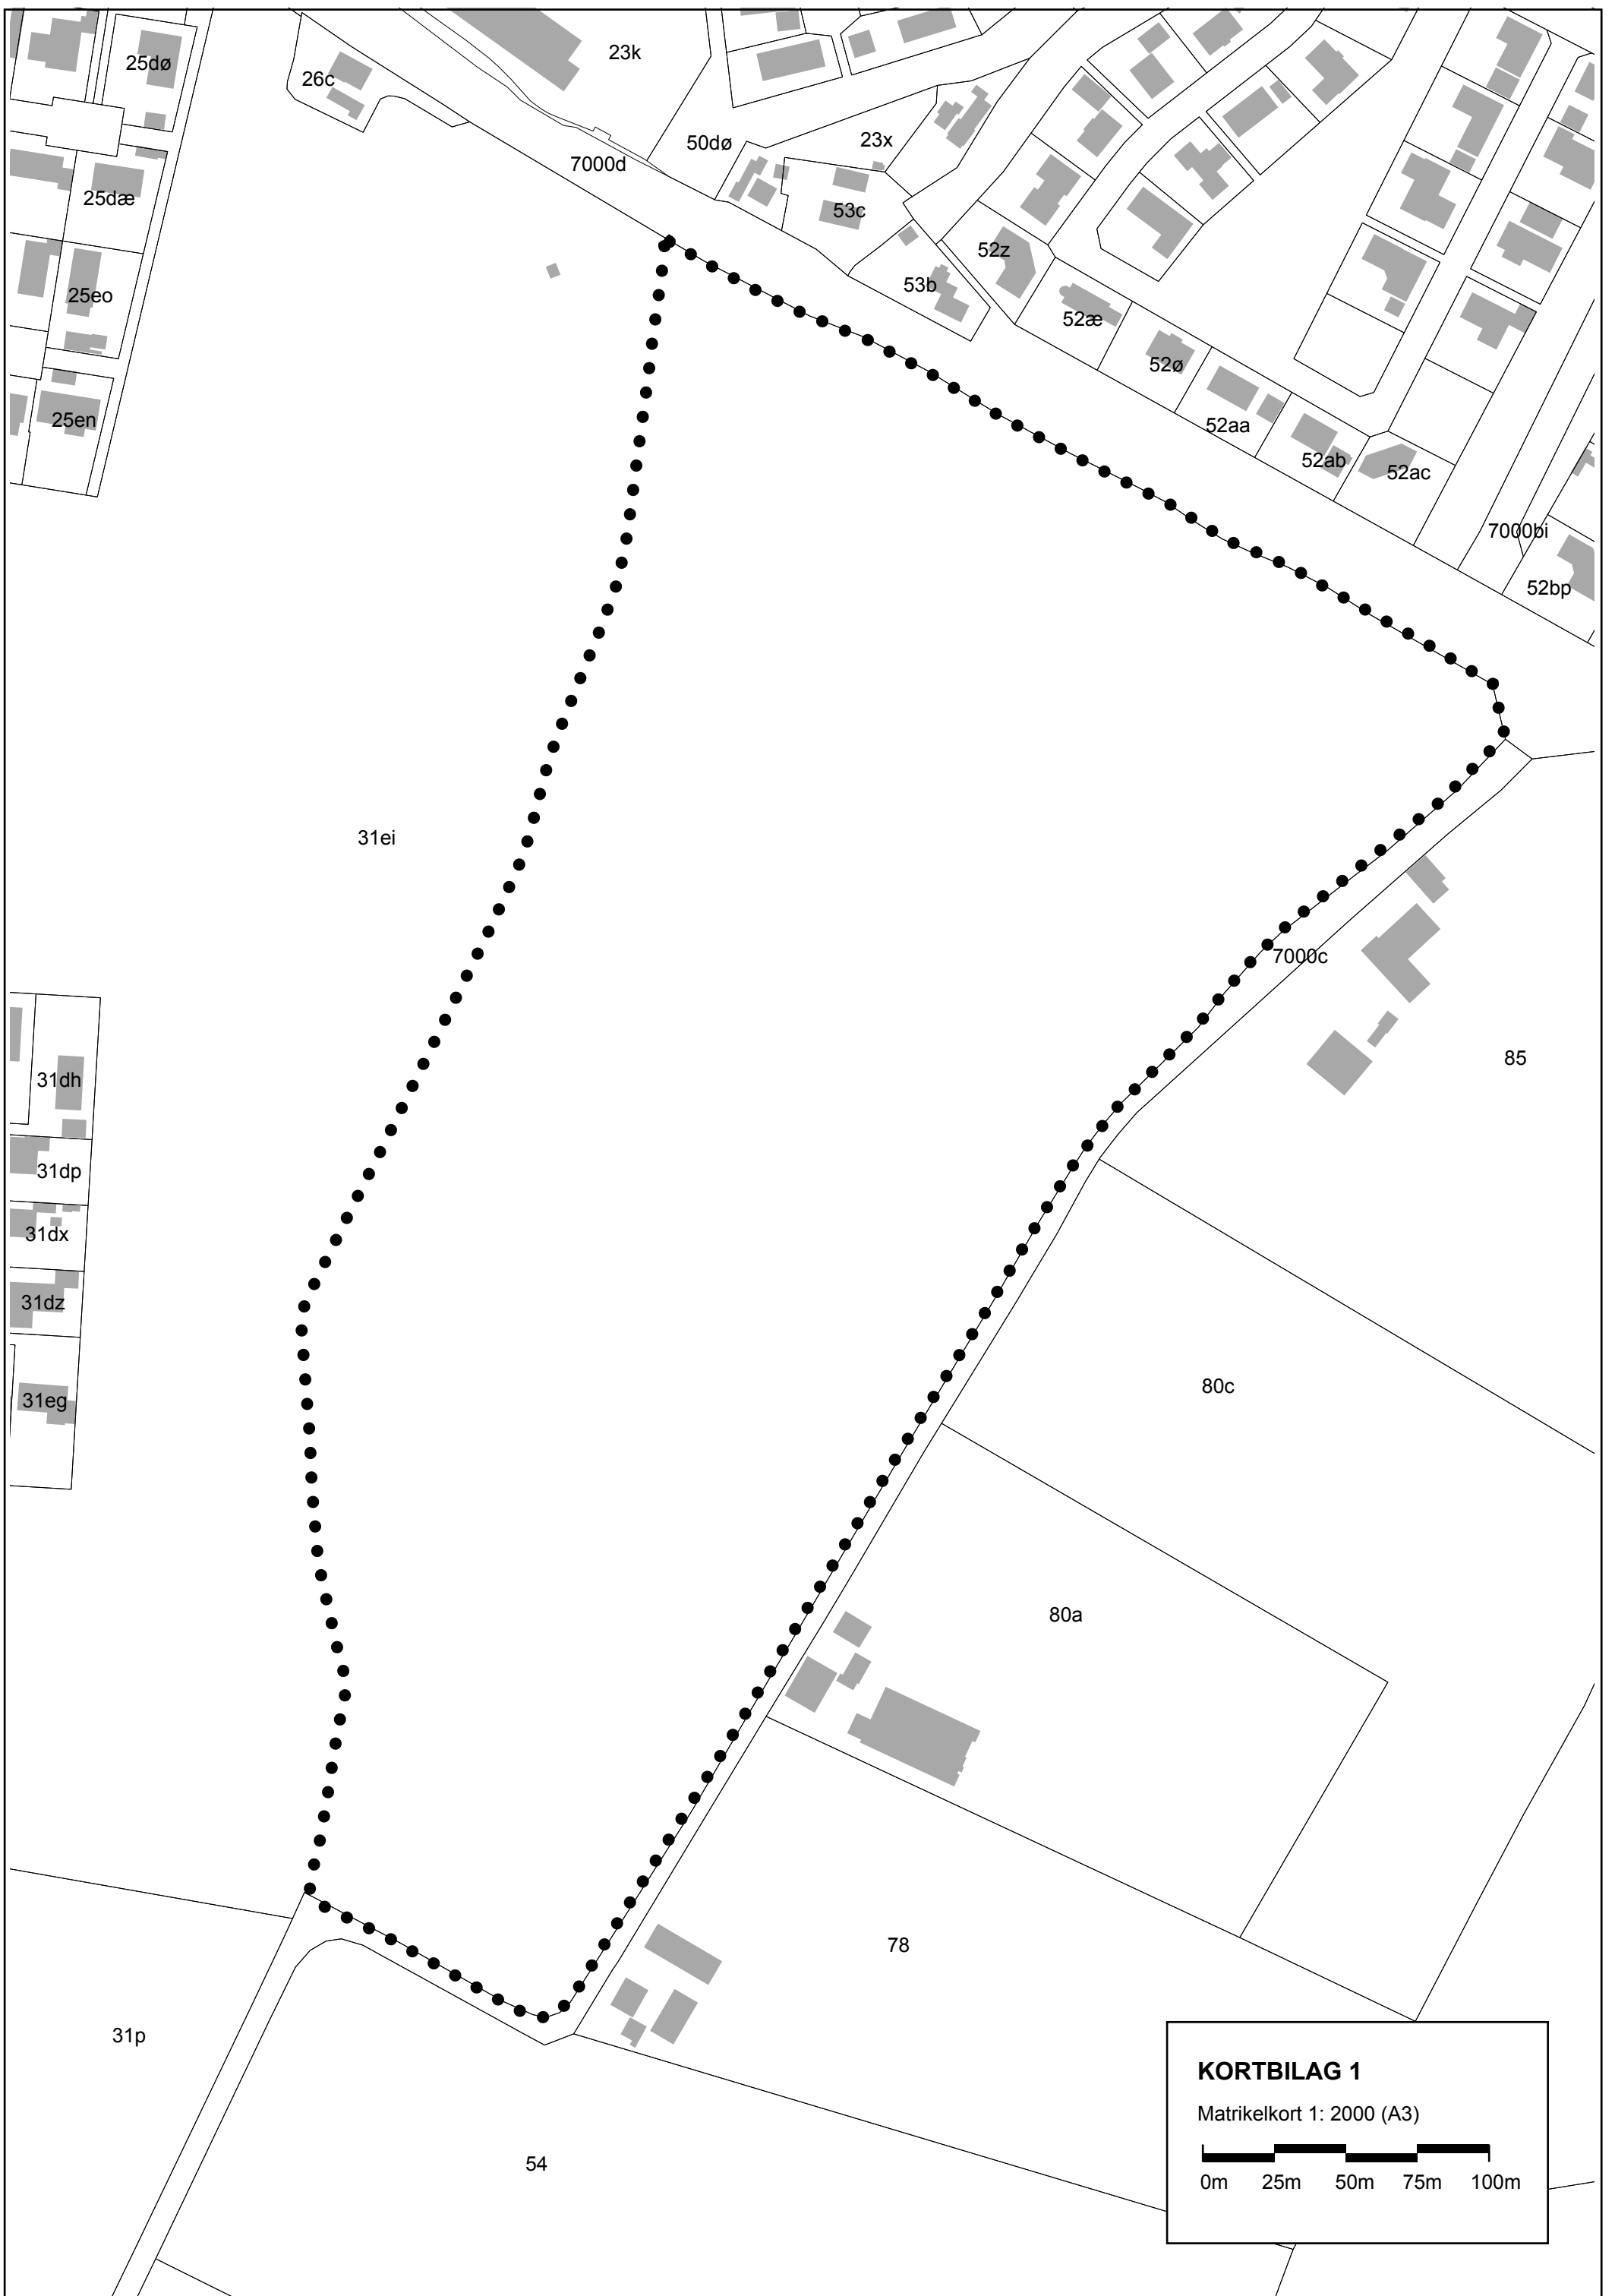 23k
25dø
26c
50dø
23x
7000d
25dæ
53c
52z
53b
25eo
52æ
52ø
25en
52aa
52ab
52ac
7000bi
52bp
31ei
7000c
85
31dh
31dp
31dx
31dz
80c
31eg
80a
78
31p
54
KORTBILAG 1
Matrikelkort 1: 2000 (A3)
0m 25m 50m 75m 100m